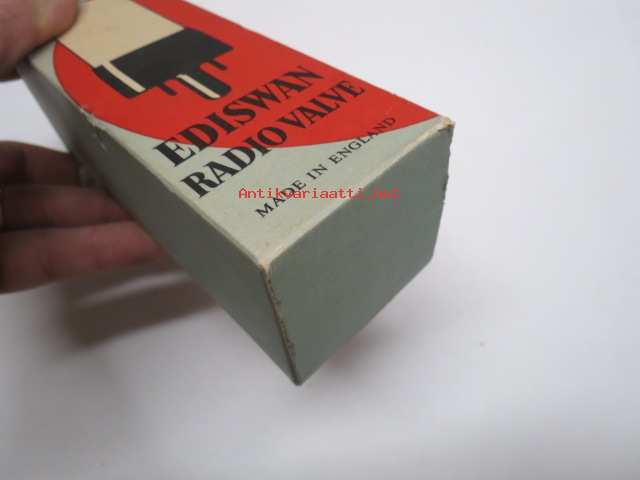 EDISWAN
RADIO VALVE
MADE IN ENGLAND
Antikvariaatti.net